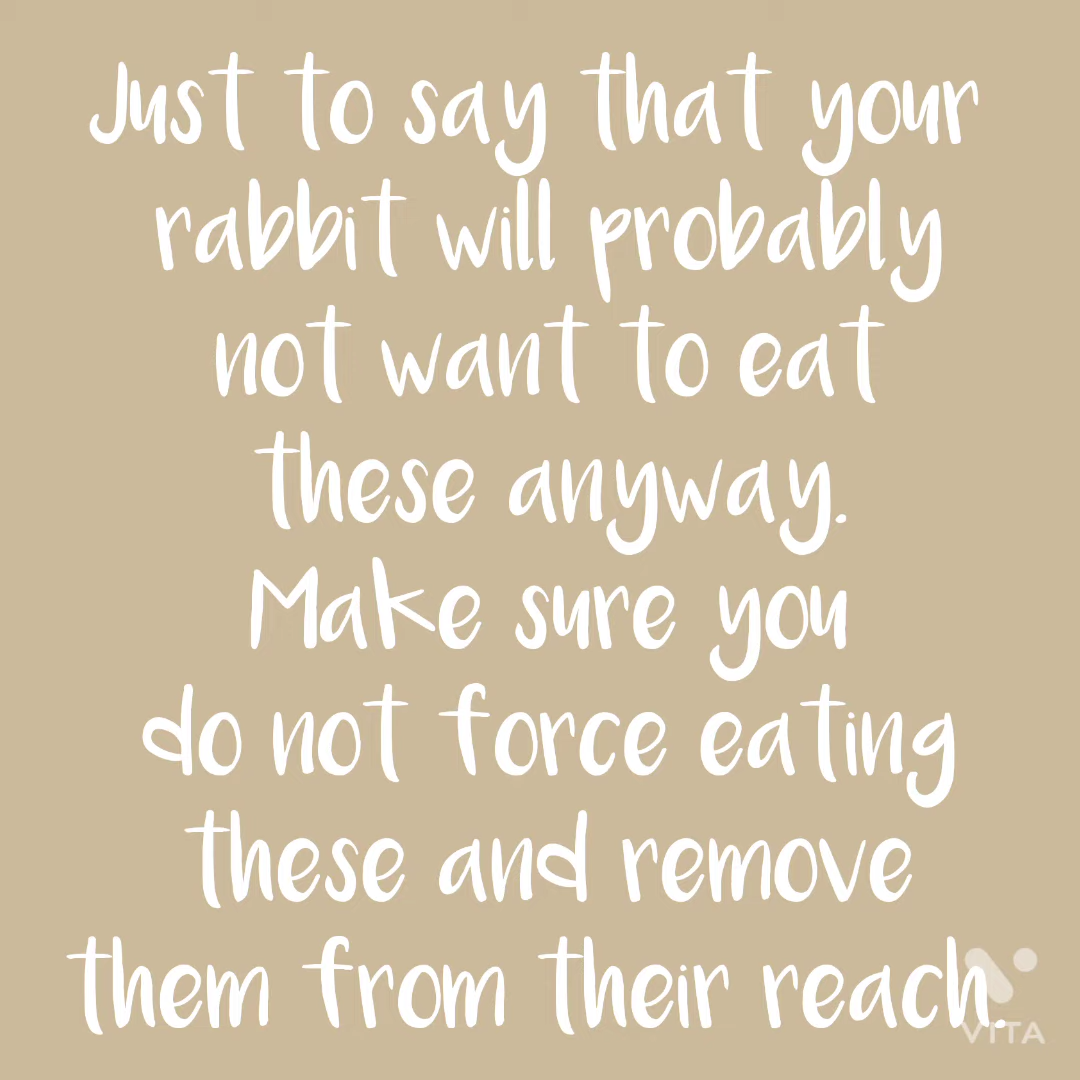 Just to say that your
rabbit will probably
not want to eat
these anyway.
Make sure you
do not force eating
these and remove
them from their reach.
VITA